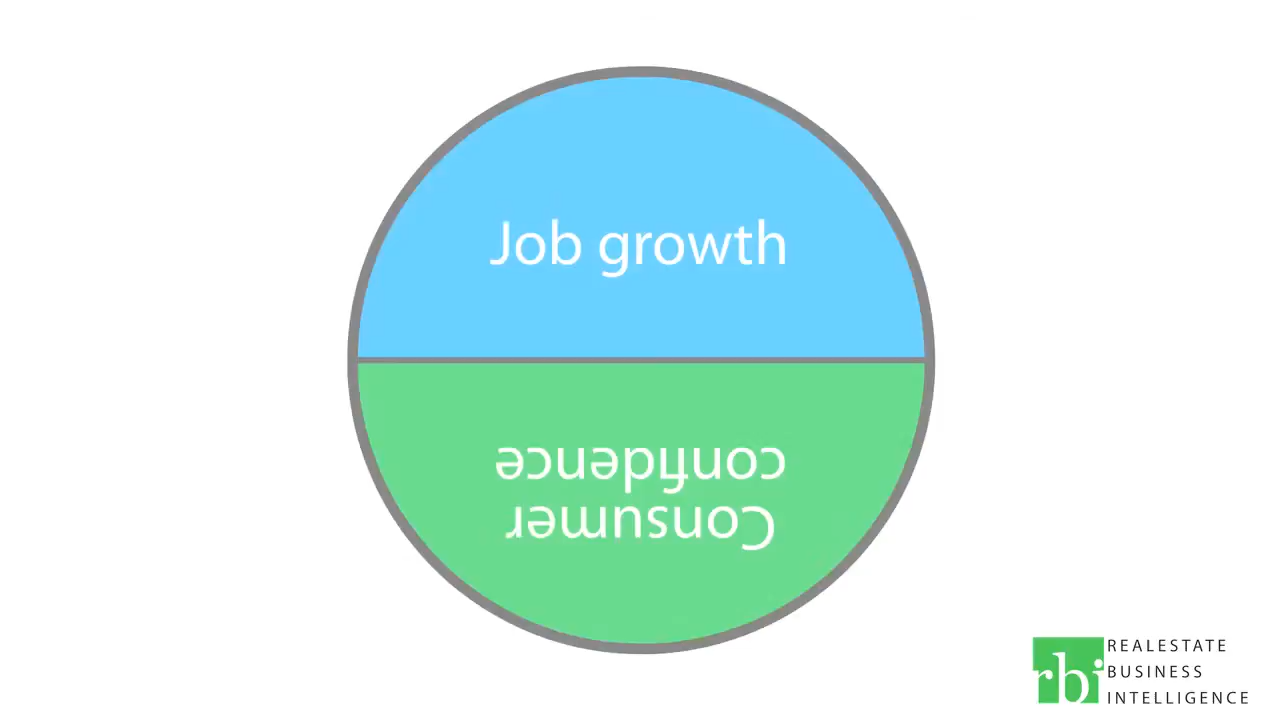 Job growth
Consumer
confidence
rbi
REALESTATE
BUSINESS
INTELLIGENCE